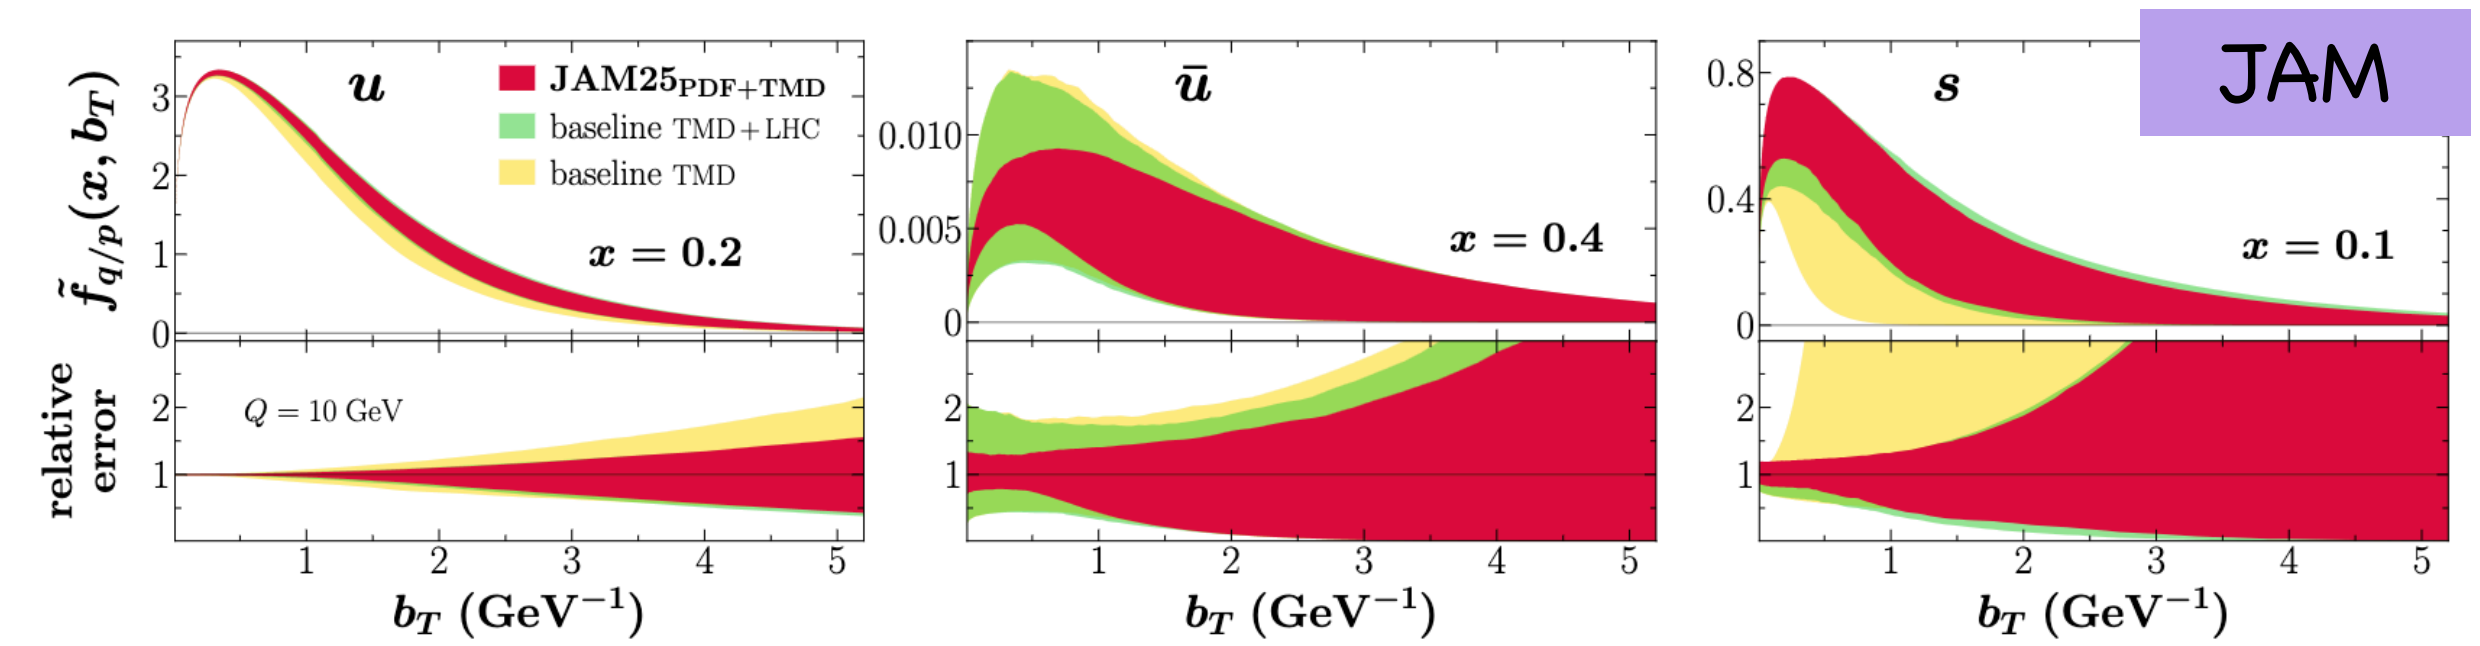 JAM
u
JAM25PDF+TMD
baseline TMD+LHC
baseline TMD
x = 0.2
f̃q/p(x, bT)
3
2
1
0
ū
x = 0.4
0.010
0.005
0
s
x = 0.1
0.8
0.4
0
relative
error
Q = 10 GeV
2
1
2
1
2
1
1 2 3 4 5
1 2 3 4 5
1 2 3 4 5
bT (GeV⁻¹)
bT (GeV⁻¹)
bT (GeV⁻¹)